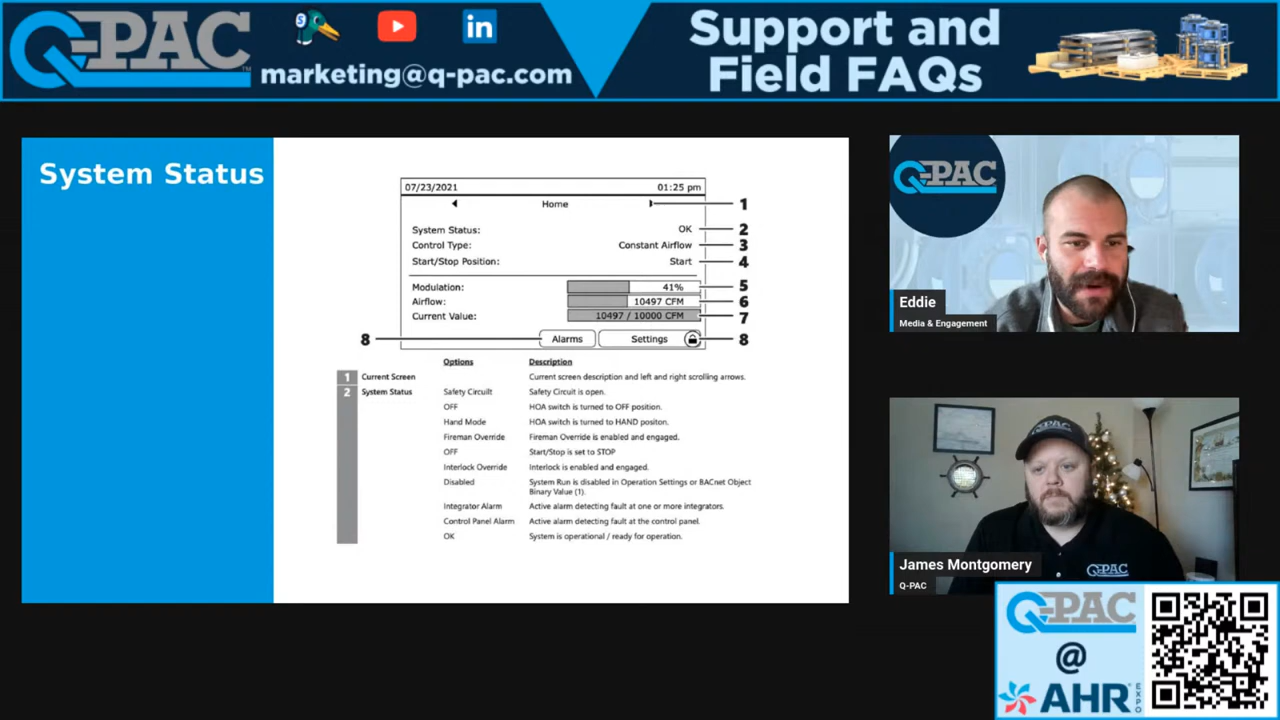 Q-PAC™
marketing@q-pac.com
Support and
Field FAQs
System Status
07/23/2021 01:25 pm
Home 1
System Status: OK 2
Control Type: Constant Airflow 3
Start/Stop Position: Start 4
Modulation: 41% 5
Airflow: 10497 CFM 6
Current Value: 10497 / 10000 CFM 7
8 Alarms Settings 8
Options Description
1 Current Screen Current screen description and left and right scrolling arrows.
2 System Status Safety Circuilt Safety Circuit is open.
OFF HOA switch is turned to OFF position.
Hand Mode HOA switch is turned to HAND positon.
Fireman Override Fireman Override is enabled and engaged.
OFF Start/Stop is set to STOP
Interlock Override Interlock is enabled and engaged.
Disabled System Run is disabled in Operation Settings or BACnet Object
Binary Value (1).
Integrator Alarm Active alarm detecting fault at one or more integrators.
Control Panel Alarm Active alarm detecting fault at the control panel.
OK System is operational / ready for operation.
Q-PAC
Eddie
Media & Engagement
Q-PAC
Q-PAC
James Montgomery
Q-PAC
Q-PAC
@
AHR EXPO